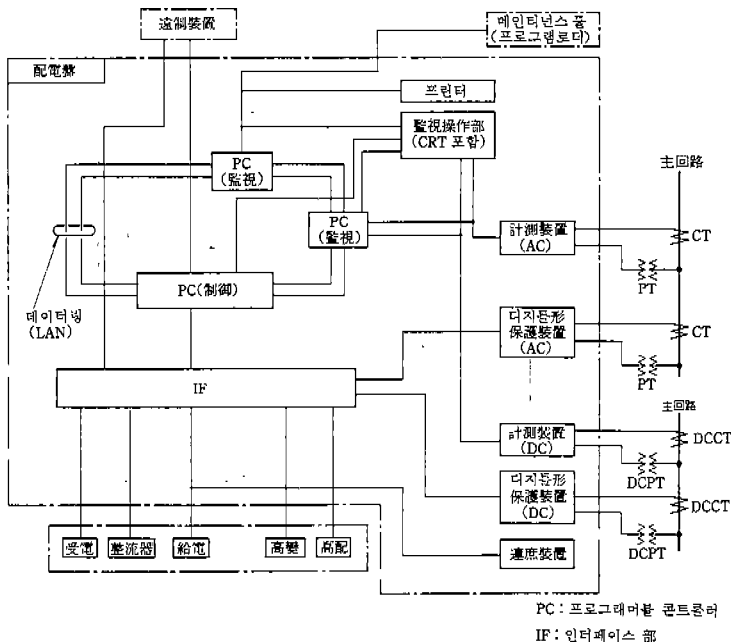 遠制裝置
메인티넌스 툴
(프로그램로더)
配電盤
프린터
監視操作部
(CRT 포함)
PC
(監視)
主回路
PC
(監視)
計測裝置
(AC)
CT
PT
PC(制御)
데이터링
(LAN)
디지틀形
保護裝置
(AC)
CT
PT
IF
主回路
計測裝置
(DC)
DCCT
DCPT
디지틀形
保護裝置
(DC)
DCCT
DCPT
受電
整流器
給電
高變
高配
連庶裝置
PC : 프로그래머블 콘트롤러
IF : 인터페이스 部